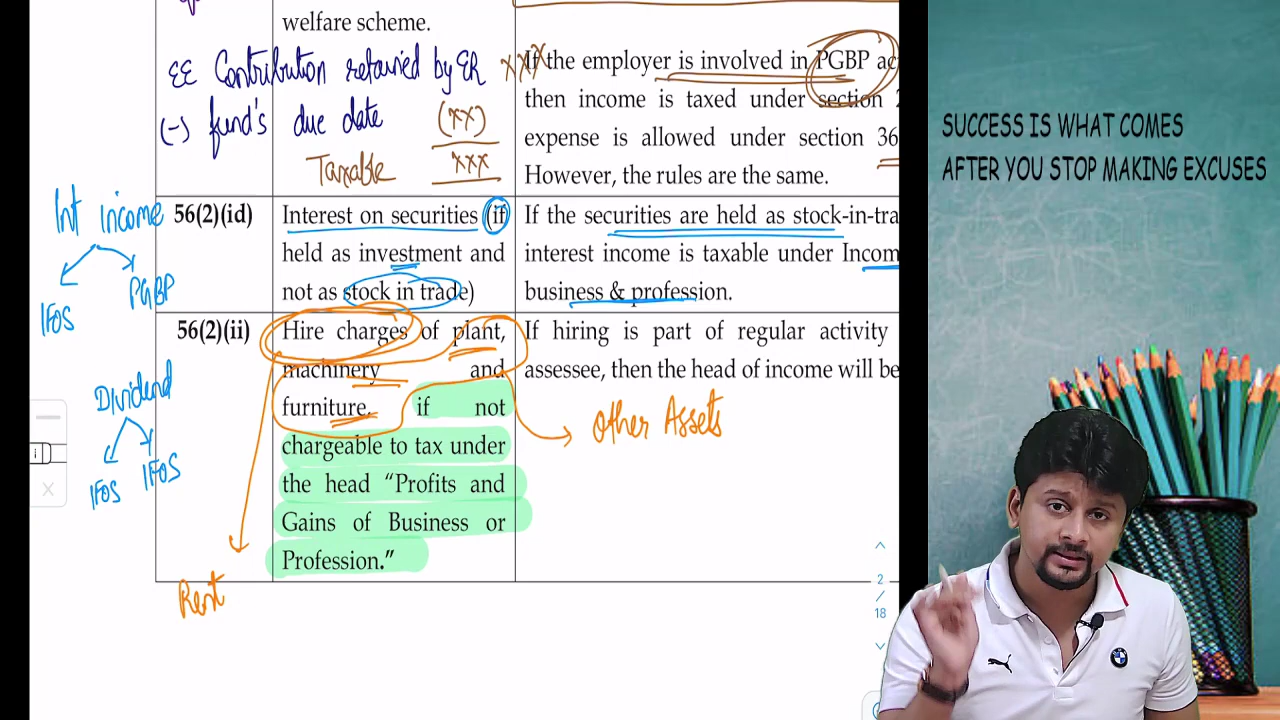 welfare scheme.
EE Contribution retained by ER XXX
(-) fund's due date (XX)
Taxable XXX
If the employer is involved in PGBP
then income is taxed under section
expense is allowed under section 36
However, the rules are the same.
Int income
IFOS PGBP
56(2)(id)
Interest on securities (if
held as investment and
not as stock in trade)
If the securities are held as stock-in-tra
interest income is taxable under Incom
business & profession.
Dividend
IFOS IFOS
56(2)(ii)
Hire charges of plant,
machinery and
furniture, if not
chargeable to tax under
the head “Profits and
Gains of Business or
Profession.”
If hiring is part of regular activity
assessee, then the head of income will be
Other Assets
Rent
2
/
18
SUCCESS IS WHAT COMES
AFTER YOU STOP MAKING EXCUSES